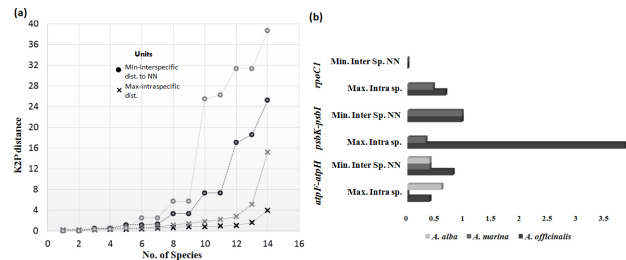 (a)
40
36
32
28
24
20
16
12
8
4
0
K2P distance
Units
Min-interspecific
dist. to NN
Max-intraspecific
dist.
0 2 4 6 8 10 12 14 16
No. of Species
(b)
rpoC1
Min. Inter Sp. NN
Max. Intra sp.
psbK-psbI
Min. Inter Sp. NN
Max. Intra sp.
atpF-atpH
Min. Inter Sp. NN
Max. Intra sp.
0 0.5 1 1.5 2 2.5 3 3.5
A. alba A. marina A. officinalis